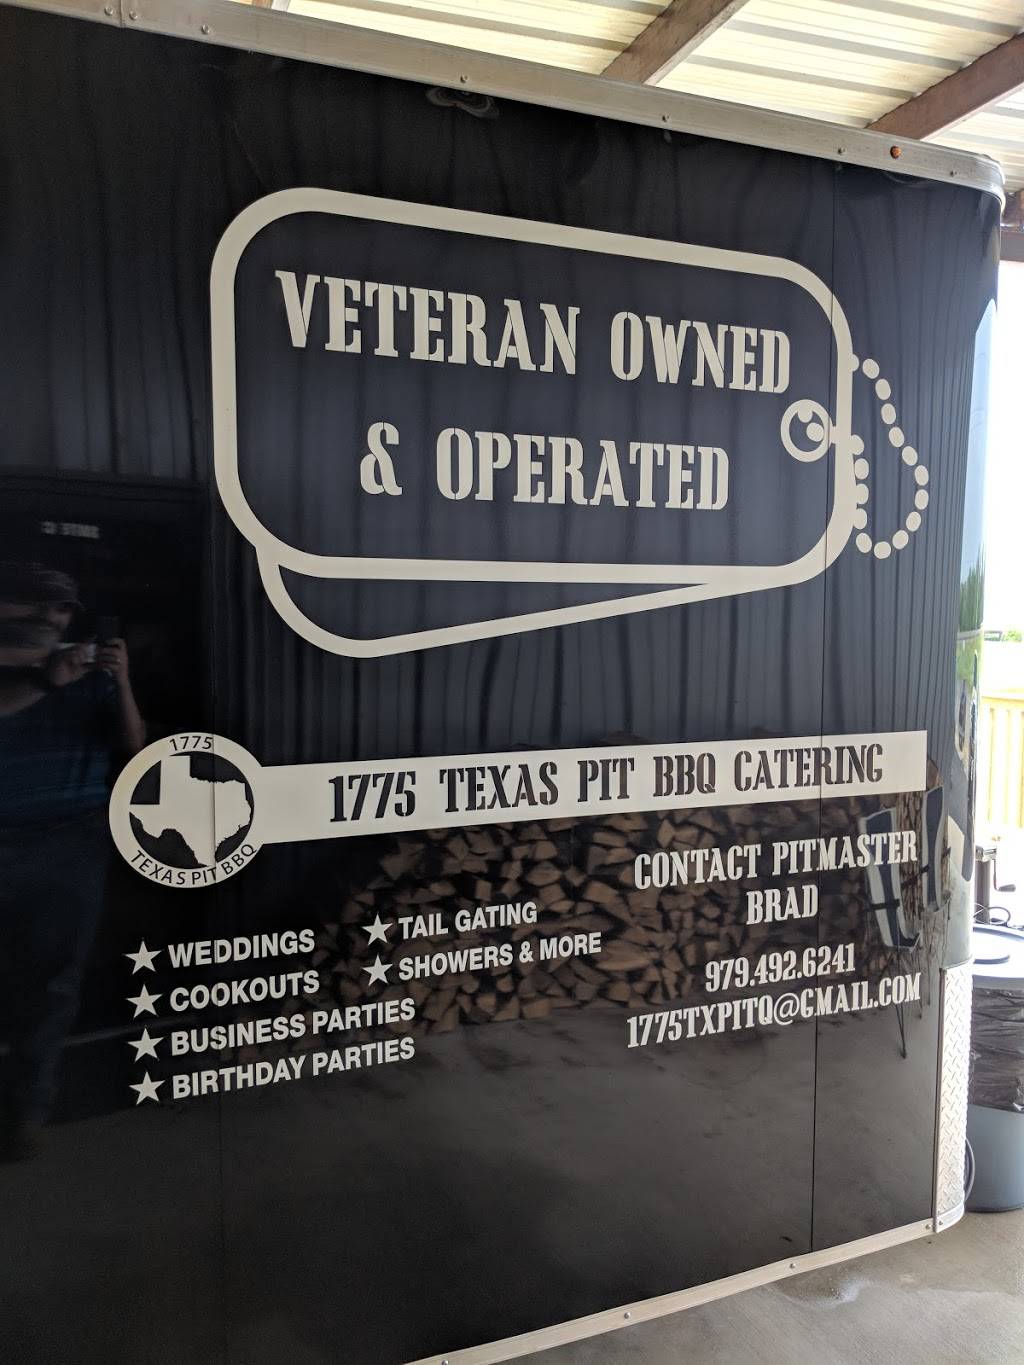 VETERAN OWNED
& OPERATED
1775
TEXAS PIT BBQ
1775 TEXAS PIT BBQ CATERING
★ WEDDINGS
★ COOKOUTS
★ BUSINESS PARTIES
★ BIRTHDAY PARTIES
★ TAIL GATING
★ SHOWERS & MORE
CONTACT PITMASTER
BRAD
979.492.6241
1775TXPITQ@GMAIL.COM